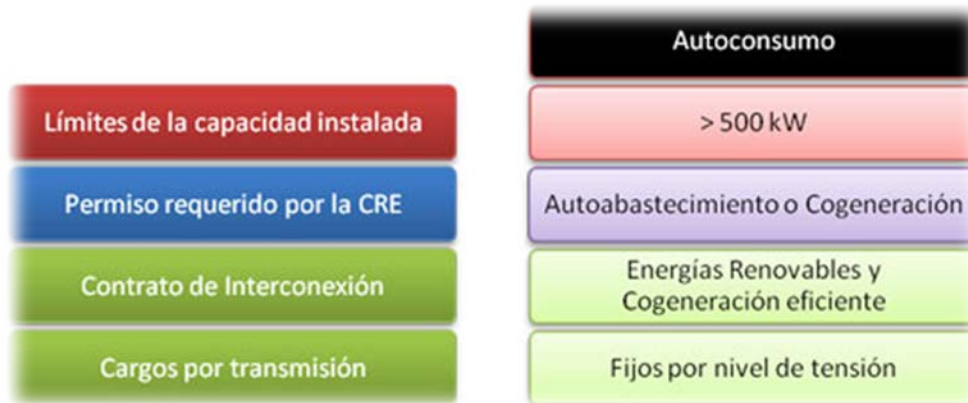 Autoconsumo
Límites de la capacidad instalada
> 500 kW
Permiso requerido por la CRE
Autoabastecimiento o Cogeneración
Contrato de Interconexión
Energías Renovables y
Cogeneración eficiente
Cargos por transmisión
Fijos por nivel de tensión